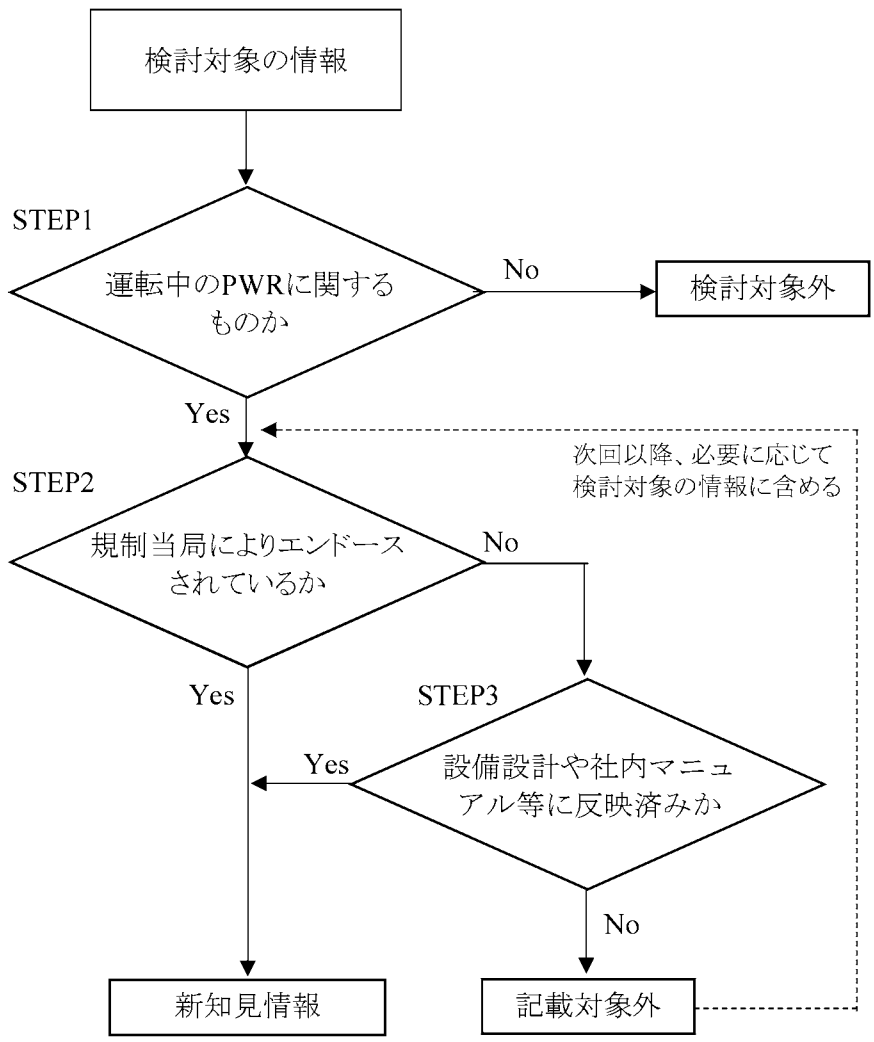 検討対象の情報
STEP1
運転中のPWRに関する
ものか
No
検討対象外
Yes
次回以降、必要に応じて
検討対象の情報に含める
STEP2
規制当局によりエンドース
されているか
No
Yes
STEP3
Yes
設備設計や社内マニュ
アル等に反映済みか
No
新知見情報
記載対象外